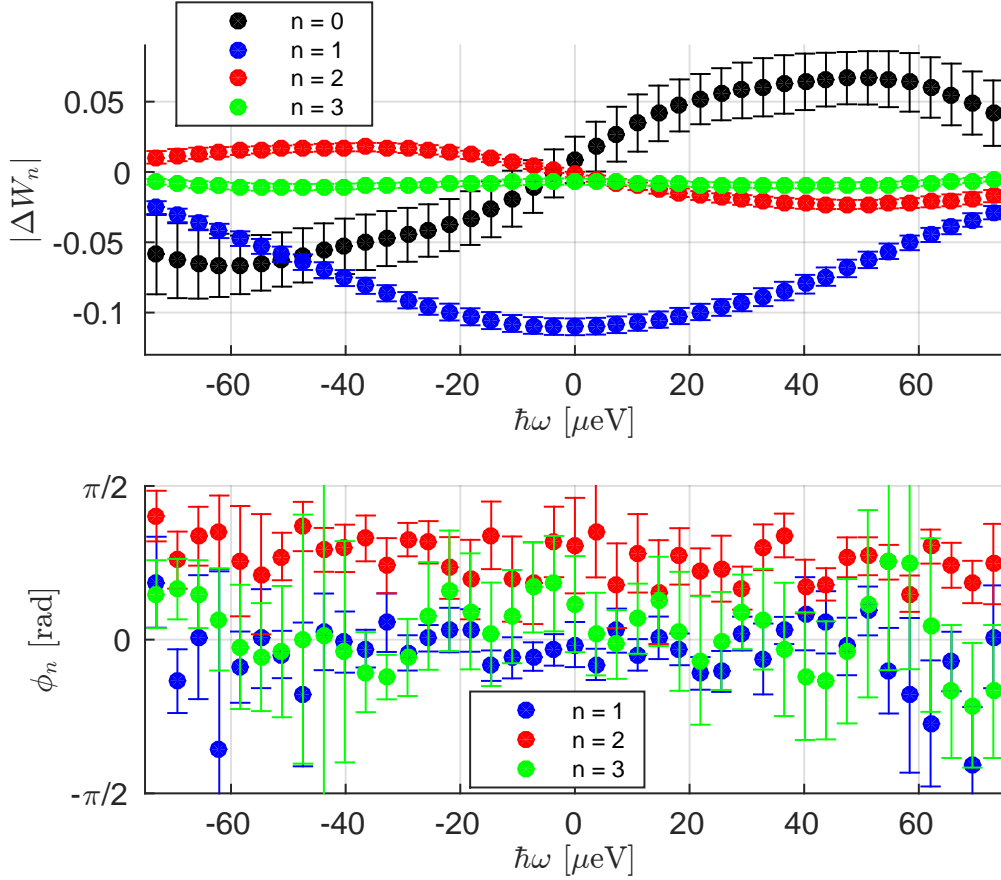 n = 0
n = 1
n = 2
n = 3
|ΔW_n|
0.05
0
-0.05
-0.1
-60 -40 -20 0 20 40 60
ħω [μeV]
ϕ_n [rad]
π/2
0
-π/2
n = 1
n = 2
n = 3
-60 -40 -20 0 20 40 60
ħω [μeV]